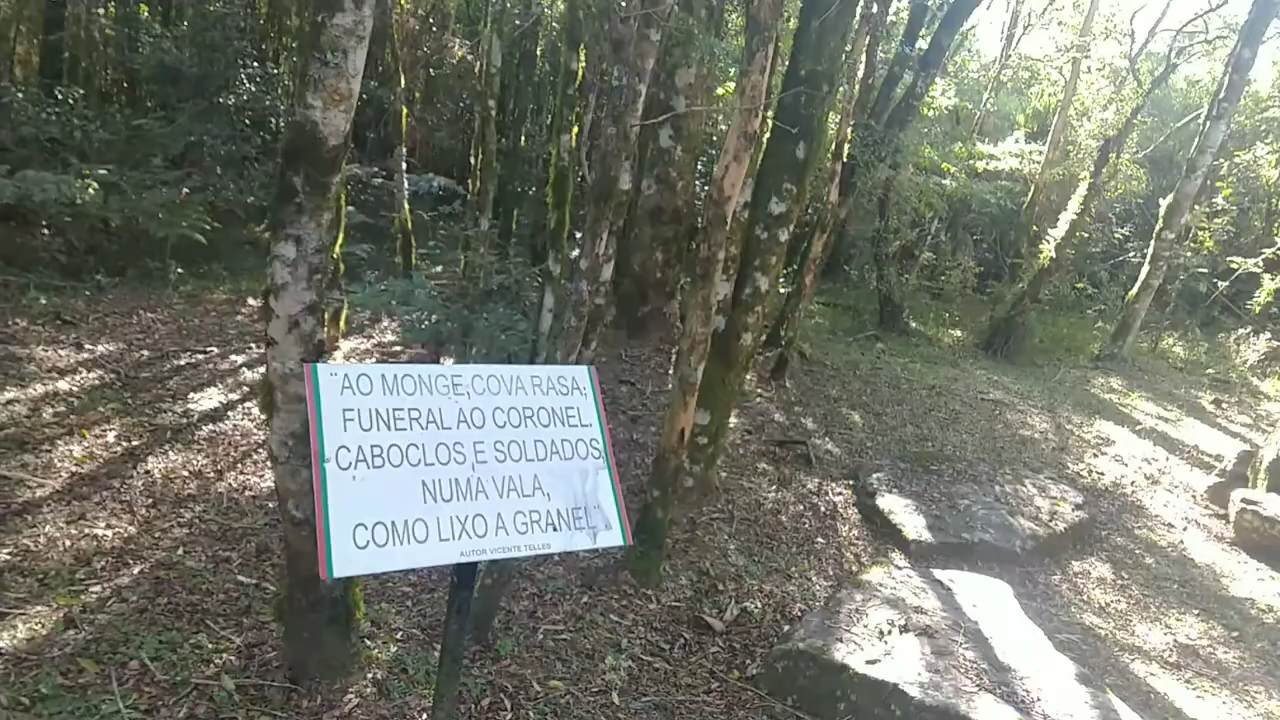 "AO MONGE, COVA RASA;
FUNERAL AO CORONEL.
CABOCLOS E SOLDADOS,
NUMA VALA,
COMO LIXO A GRANEL".
AUTOR VICENTE TELLES